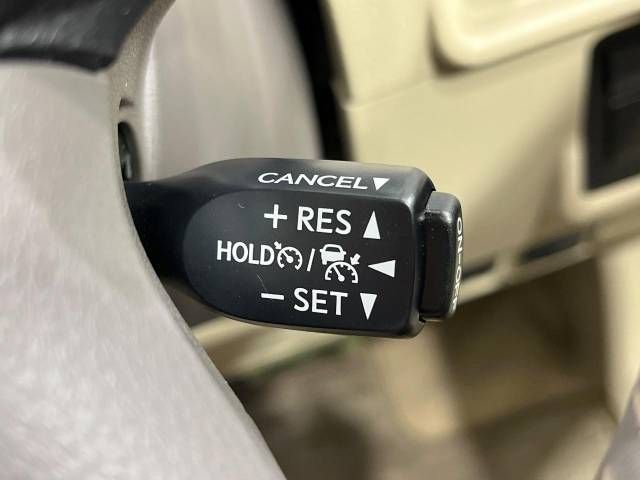 CANCEL▼
+ RES ▲
HOLD / ◀
− SET ▼
ON-OFF